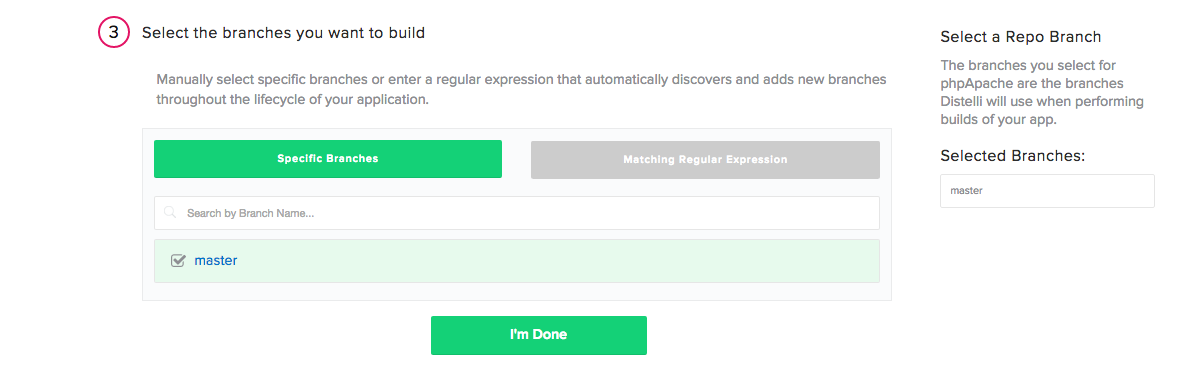 3 Select the branches you want to build
Manually select specific branches or enter a regular expression that automatically discovers and adds new branches
throughout the lifecycle of your application.
Specific Branches
Matching Regular Expression
Search by Branch Name...
master
I'm Done
Select a Repo Branch
The branches you select for
phpApache are the branches
Distelli will use when performing
builds of your app.
Selected Branches:
master